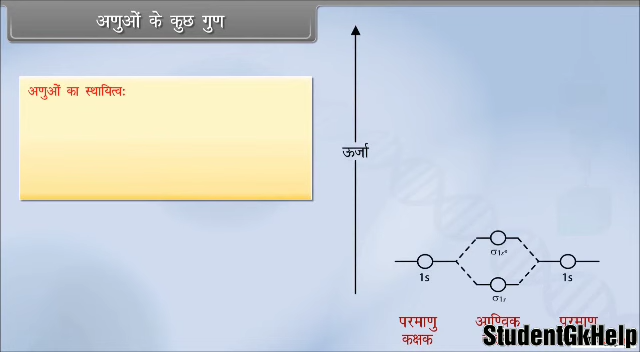 अणुओं के कुछ गुण
अणुओं का स्थायित्व:
ऊर्जा
σ1s*
1s
1s
σ1s
परमाणु
आण्विक
परमाणु
कक्षक
StudentGkHelp